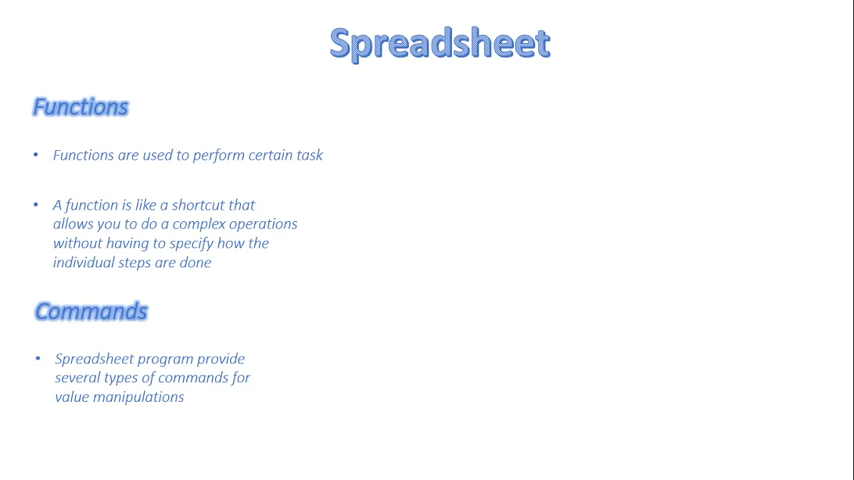 Spreadsheet
Functions
• Functions are used to perform certain task
• A function is like a shortcut that
allows you to do a complex operations
without having to specify how the
individual steps are done
Commands
• Spreadsheet program provide
several types of commands for
value manipulations